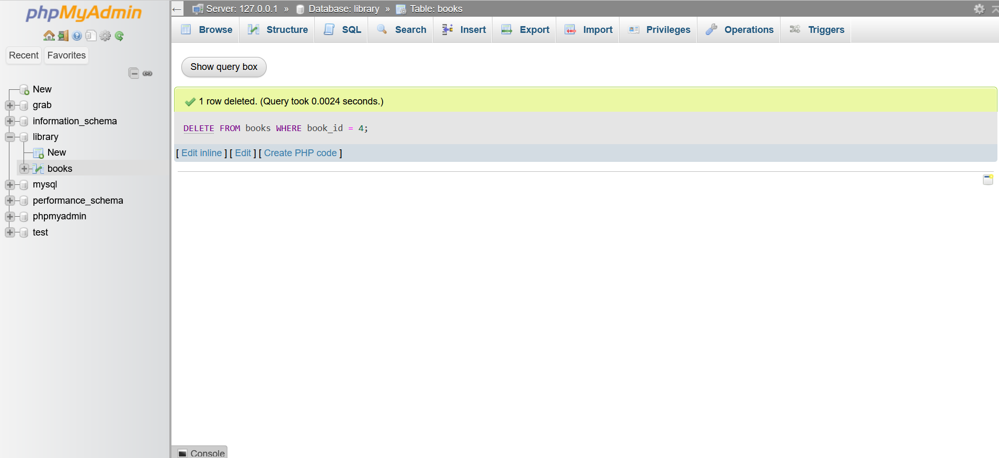 phpMyAdmin
Recent Favorites
New
grab
information_schema
library
New
books
mysql
performance_schema
phpmyadmin
test
Server: 127.0.0.1 » Database: library » Table: books
Browse Structure SQL Search Insert Export Import Privileges Operations Triggers
Show query box
1 row deleted. (Query took 0.0024 seconds.)
DELETE FROM books WHERE book_id = 4;
[ Edit inline ] [ Edit ] [ Create PHP code ]
Console